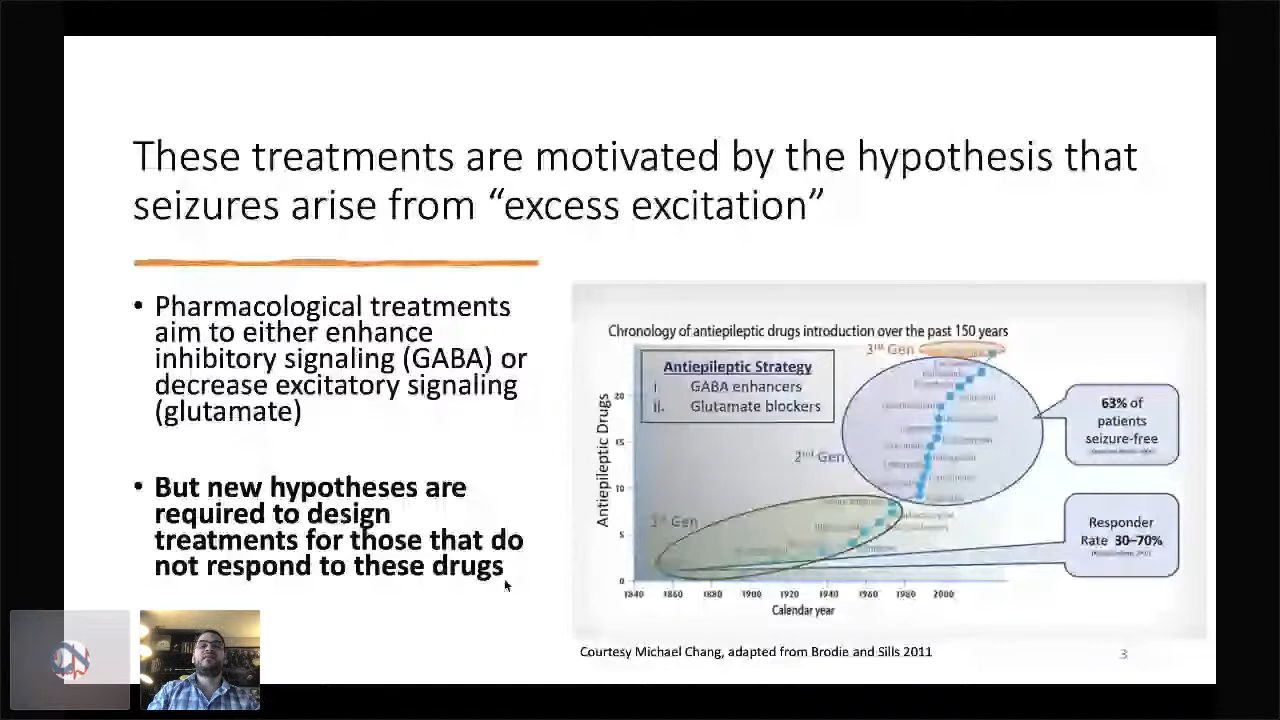 These treatments are motivated by the hypothesis that
seizures arise from “excess excitation”
• Pharmacological treatments
aim to either enhance
inhibitory signaling (GABA) or
decrease excitatory signaling
(glutamate)
• But new hypotheses are
required to design
treatments for those that do
not respond to these drugs
Chronology of antiepileptic drugs introduction over the past 150 years
3rd Gen
Antiepileptic Strategy
I. GABA enhancers
II. Glutamate blockers
2nd Gen
1st Gen
63% of
patients
seizure-free
Responder
Rate 30–70%
Antiepileptic Drugs
20
15
10
5
0
1840 1860 1880 1900 1920 1940 1960 1980 2000
Calendar year
Courtesy Michael Chang, adapted from Brodie and Sills 2011
3